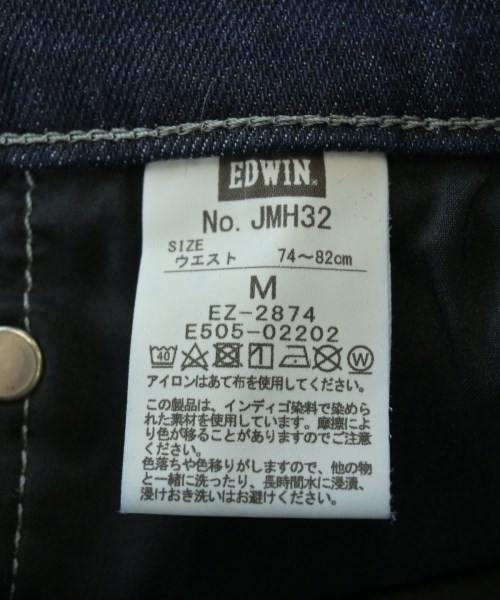 EDWIN®
No. JMH32
SIZE
ウエスト 74～82cm
M
EZ-2874
E505-02202
40 1 W
アイロンはあて布を使用してください。
この製品は、インディゴ染料で染めら
れた素材を使用しています。摩擦によ
り色が移ることがありますのでご注意
ください。
色落ちや色移りがしますので、他の物
と一緒に洗ったり、長時間水に浸漬、
浸けおき洗いはお避けください。